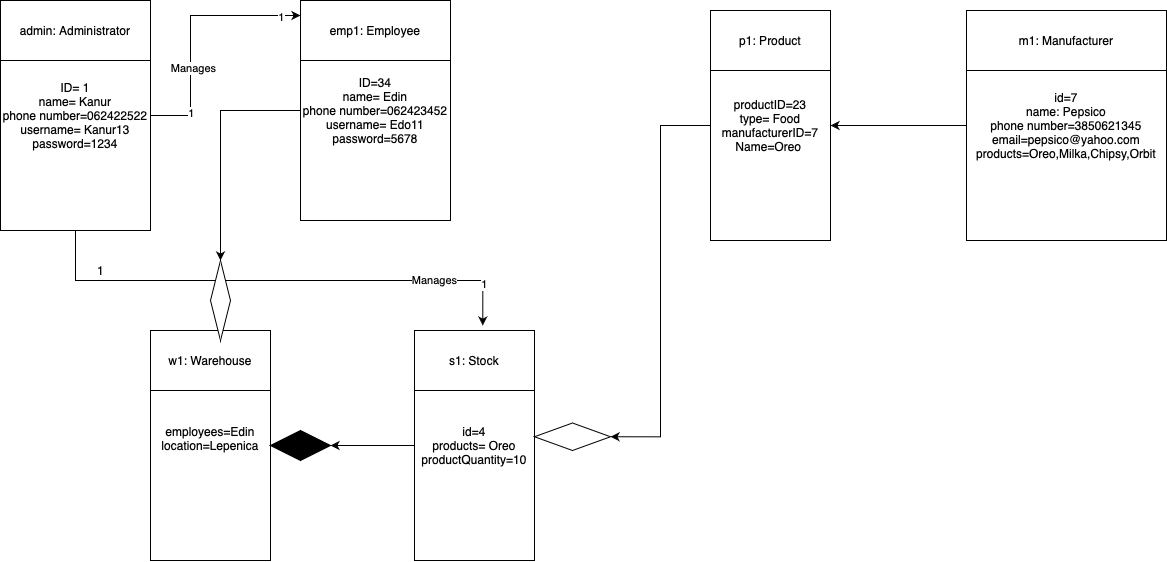 admin: Administrator
ID= 1
name= Kanur
phone number=062422522
username= Kanur13
password=1234
Manages
1
1
emp1: Employee
ID=34
name= Edin
phone number=062423452
username= Edo11
password=5678
p1: Product
productID=23
type= Food
manufacturerID=7
Name=Oreo
m1: Manufacturer
id=7
name: Pepsico
phone number=3850621345
email=pepsico@yahoo.com
products=Oreo,Milka,Chipsy,Orbit
1
Manages
1
w1: Warehouse
employees=Edin
location=Lepenica
s1: Stock
id=4
products= Oreo
productQuantity=10